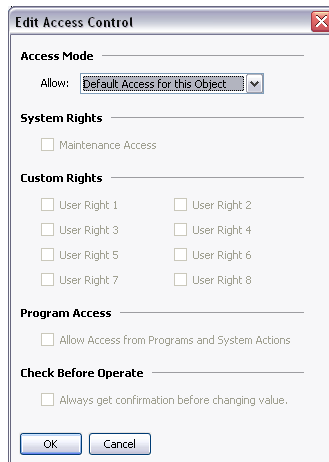 Edit Access Control
Access Mode
Allow: Default Access for this Object
System Rights
Maintenance Access
Custom Rights
User Right 1 User Right 2
User Right 3 User Right 4
User Right 5 User Right 6
User Right 7 User Right 8
Program Access
Allow Access from Programs and System Actions
Check Before Operate
Always get confirmation before changing value.
OK Cancel